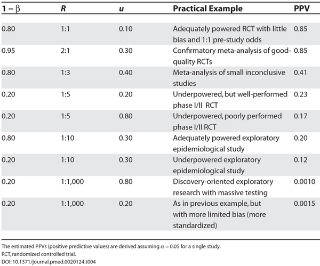 1 − β R u Practical Example PPV
0.80 1:1 0.10 Adequately powered RCT with little 0.85
bias and 1:1 pre-study odds
0.95 2:1 0.30 Confirmatory meta-analysis of good- 0.85
quality RCTs
0.80 1:3 0.40 Meta-analysis of small inconclusive 0.41
studies
0.20 1:5 0.20 Underpowered, but well-performed 0.23
phase I/II RCT
0.20 1:5 0.80 Underpowered, poorly performed 0.17
phase I/II RCT
0.80 1:10 0.30 Adequately powered exploratory 0.20
epidemiological study
0.20 1:10 0.30 Underpowered exploratory 0.12
epidemiological study
0.20 1:1,000 0.80 Discovery-oriented exploratory 0.0010
research with massive testing
0.20 1:1,000 0.20 As in previous example, but 0.0015
with more limited bias (more
standardized)
The estimated PPVs (positive predictive values) are derived assuming α = 0.05 for a single study.
RCT, randomized controlled trial.
DOI: 10.1371/journal.pmed.0020124.t004